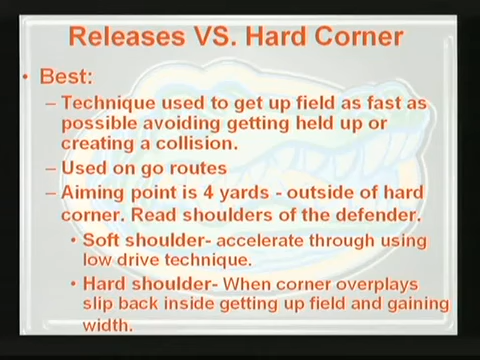 Releases VS. Hard Corner
• Best:
– Technique used to get up field as fast as
possible avoiding getting held up or
creating a collision.
– Used on go routes
– Aiming point is 4 yards - outside of hard
corner. Read shoulders of the defender.
• Soft shoulder- accelerate through using
low drive technique.
• Hard shoulder- When corner overplays
slip back inside getting up field and gaining
width.